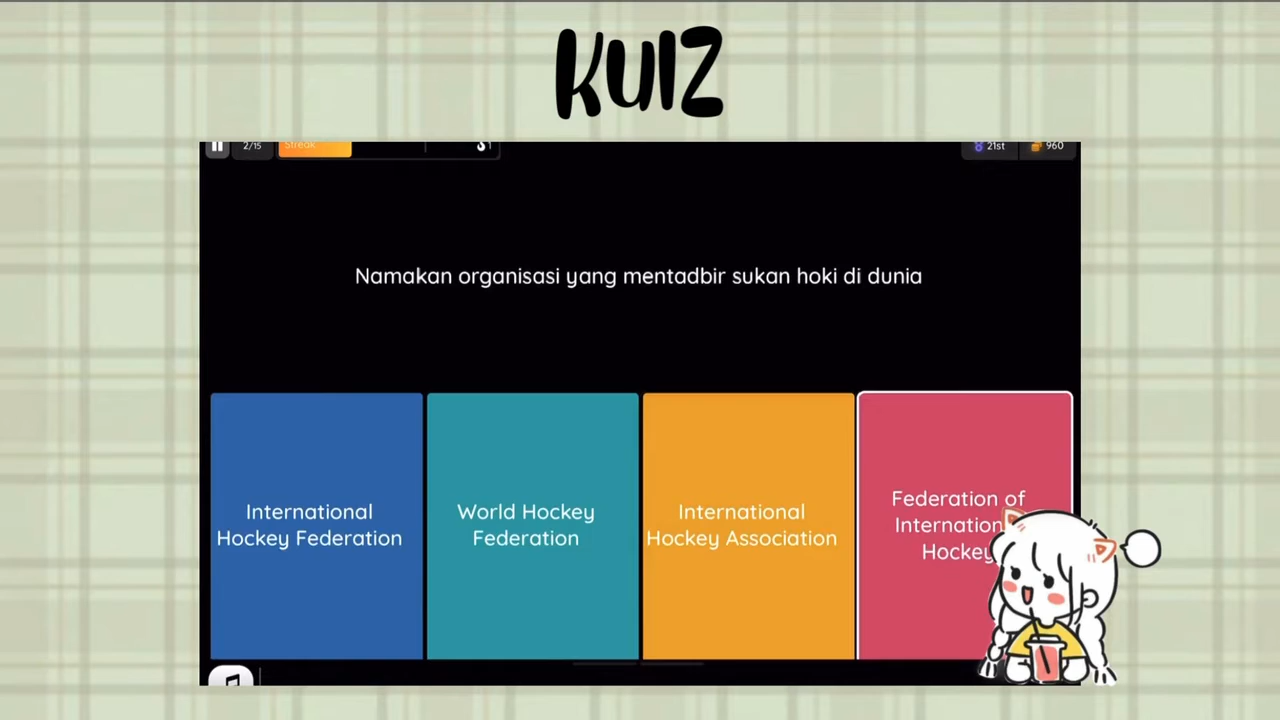 KUIZ
2/15
Streak
1
21st
960
Namakan organisasi yang mentadbir sukan hoki di dunia
International
Hockey Federation
World Hockey
Federation
International
Hockey Association
Federation of
Internation
Hockey